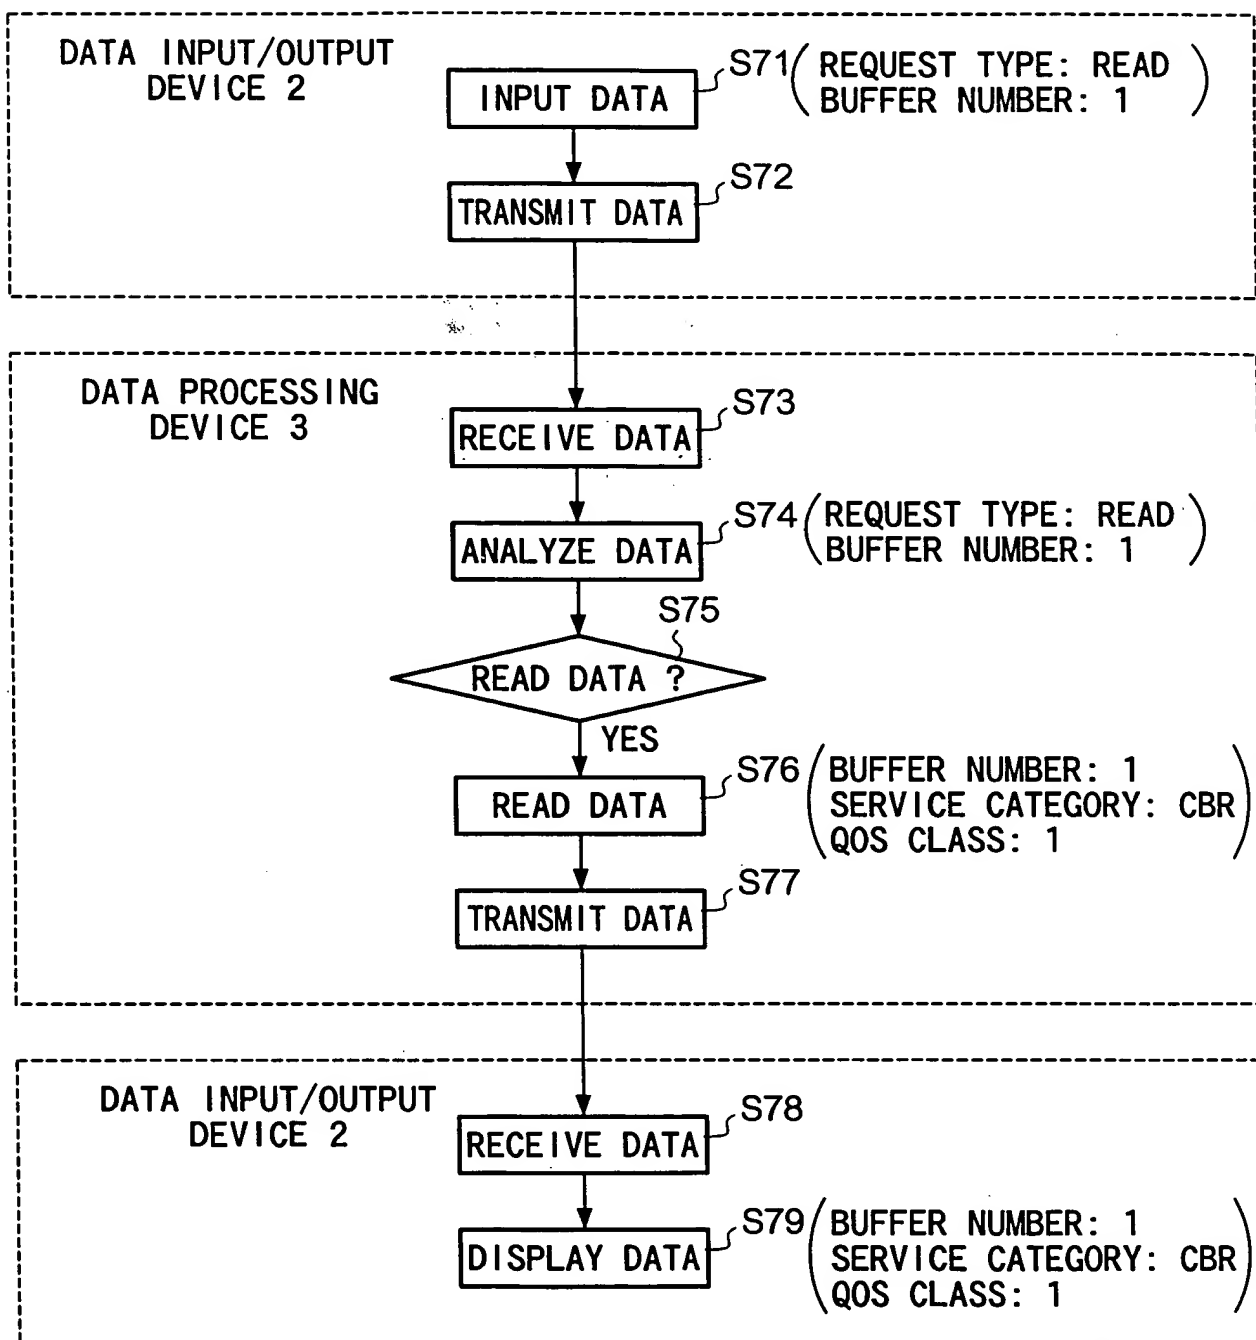 DATA INPUT/OUTPUT
DEVICE 2
S71
(REQUEST TYPE: READ
BUFFER NUMBER: 1)
INPUT DATA
S72
TRANSMIT DATA
DATA PROCESSING
DEVICE 3
S73
RECEIVE DATA
S74
(REQUEST TYPE: READ
BUFFER NUMBER: 1)
ANALYZE DATA
S75
READ DATA ?
YES
S76
(BUFFER NUMBER: 1
SERVICE CATEGORY: CBR
QOS CLASS: 1)
READ DATA
S77
TRANSMIT DATA
DATA INPUT/OUTPUT
DEVICE 2
S78
RECEIVE DATA
S79
(BUFFER NUMBER: 1
SERVICE CATEGORY: CBR
QOS CLASS: 1)
DISPLAY DATA